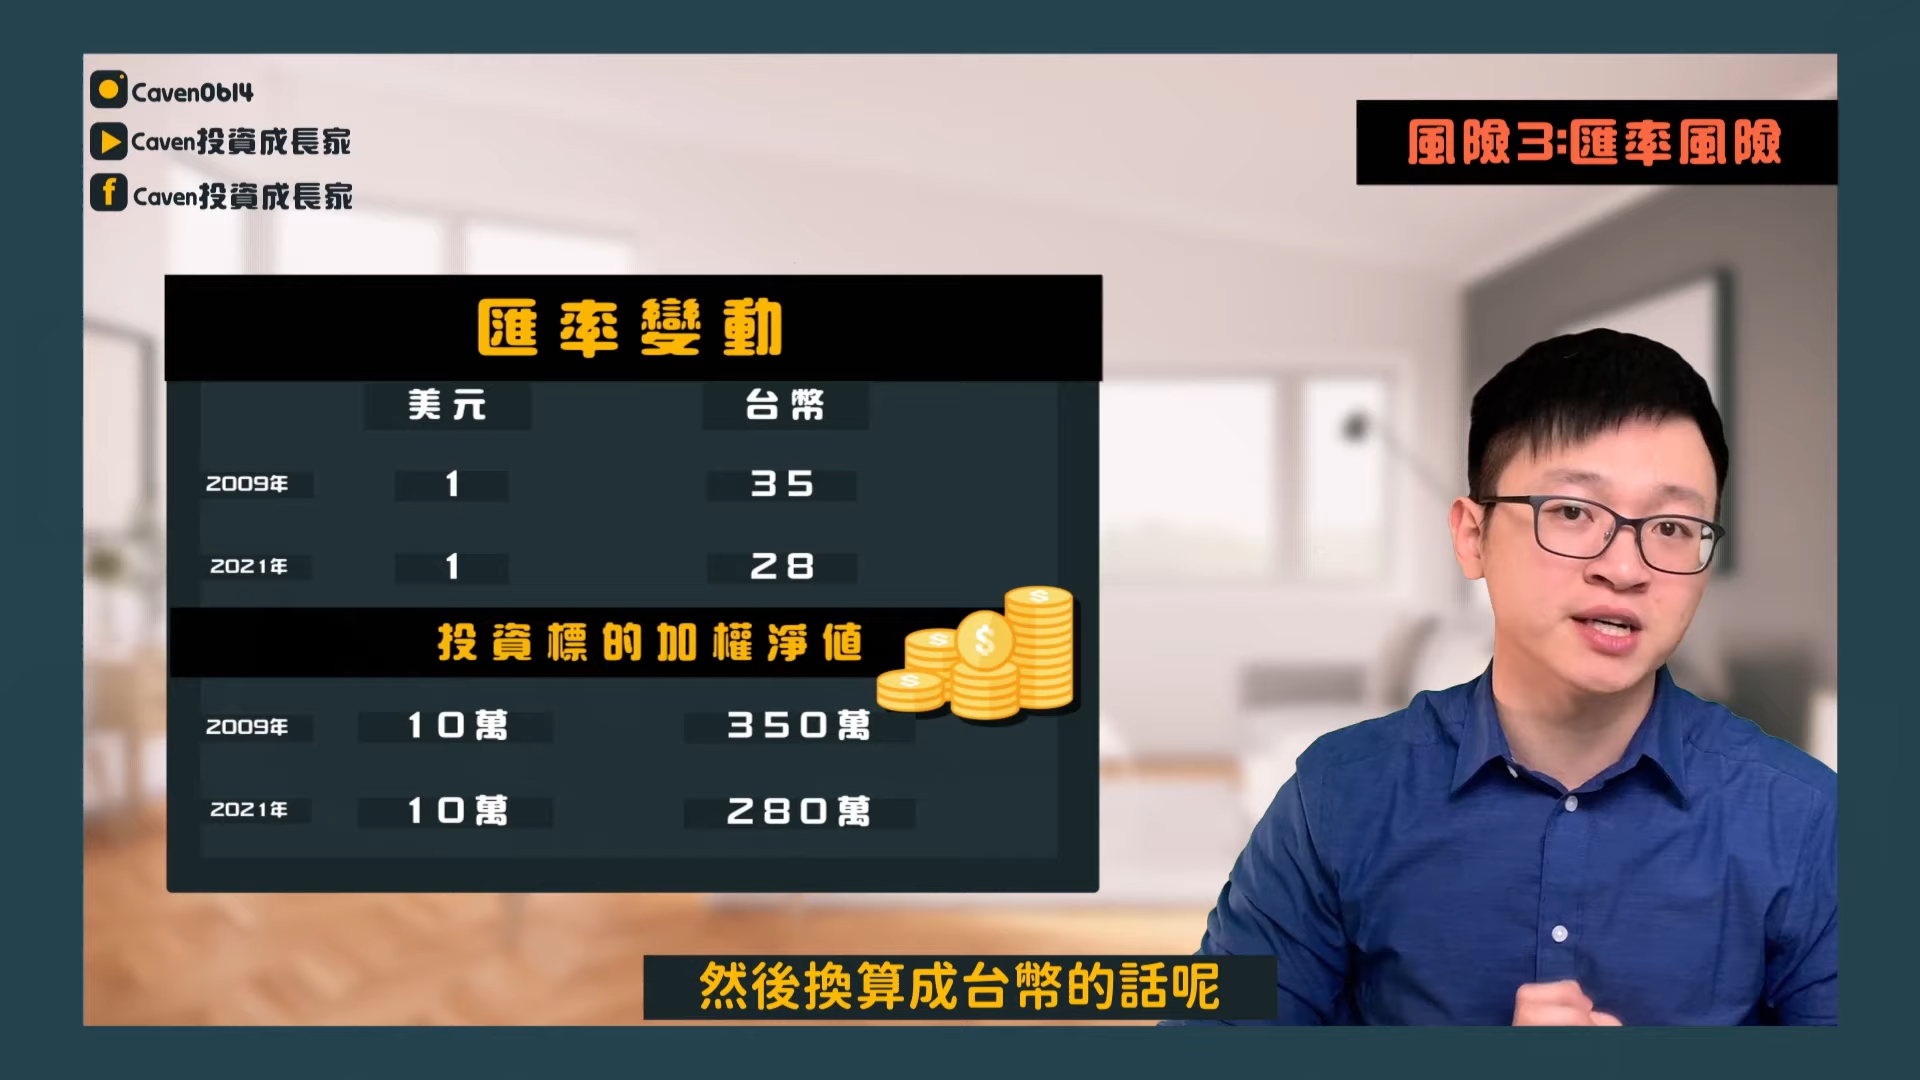 Caven0614
Caven投資成長家
f Caven投資成長家
風險3:匯率風險
匯率變動
美元 台幣
2009年 1 35
2021年 1 28
投資標的加權淨值
2009年 10萬 350萬
2021年 10萬 280萬
然後換算成台幣的話呢